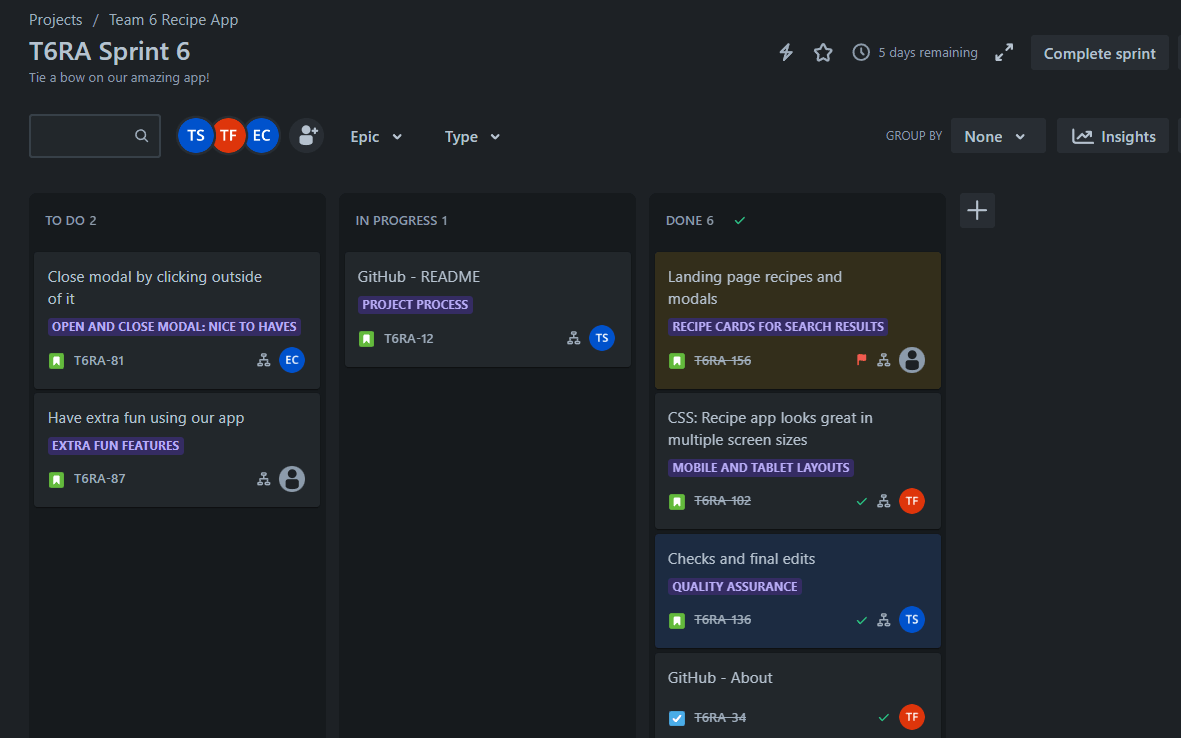 Projects / Team 6 Recipe App
T6RA Sprint 6
Tie a bow on our amazing app!
5 days remaining
Complete sprint
TS TF EC
Epic
Type
GROUP BY
None
Insights
TO DO 2
Close modal by clicking outside
of it
OPEN AND CLOSE MODAL: NICE TO HAVES
T6RA-81
EC
Have extra fun using our app
EXTRA FUN FEATURES
T6RA-87
IN PROGRESS 1
GitHub - README
PROJECT PROCESS
T6RA-12
TS
DONE 6
Landing page recipes and
modals
RECIPE CARDS FOR SEARCH RESULTS
T6RA-156
CSS: Recipe app looks great in
multiple screen sizes
MOBILE AND TABLET LAYOUTS
T6RA-102
TF
Checks and final edits
QUALITY ASSURANCE
T6RA-136
TS
GitHub - About
T6RA-34
TF